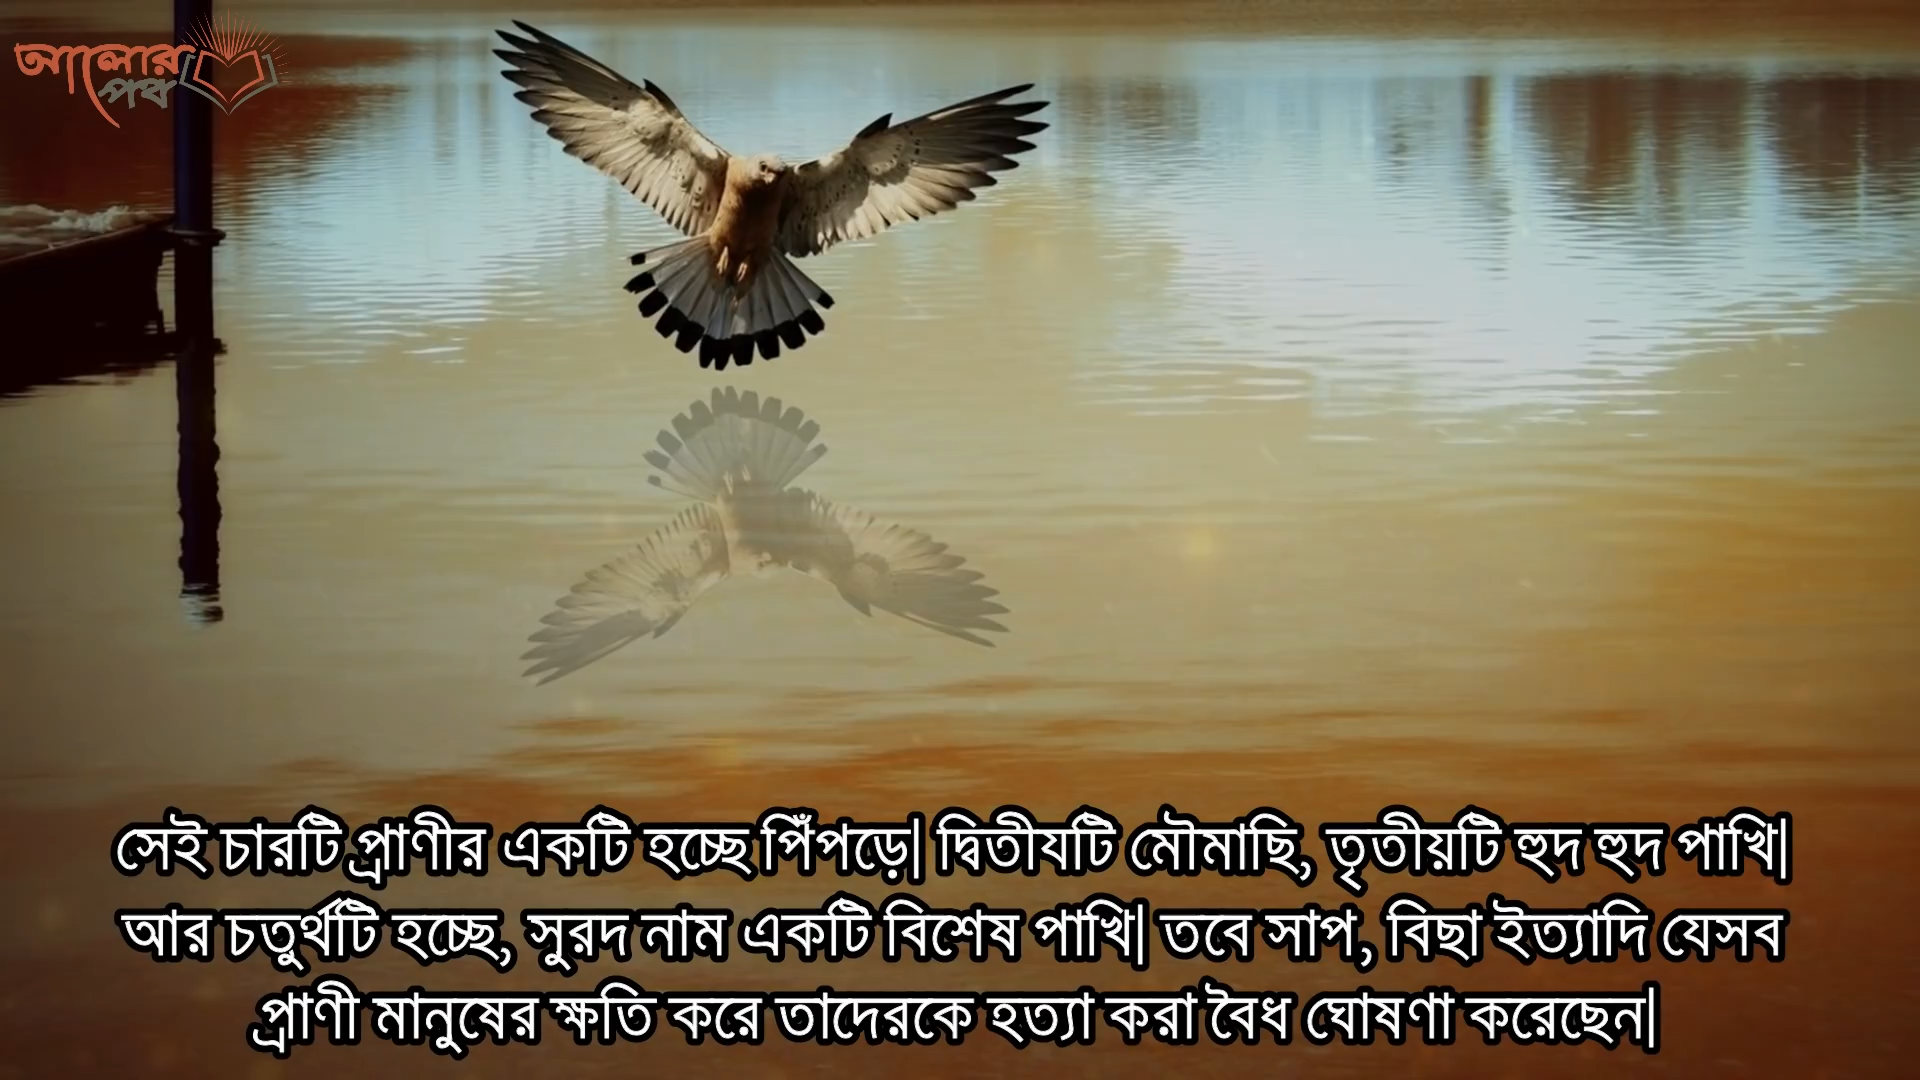 আলোর
পথ
সেই চারটি প্রাণীর একটি হচ্ছে পিঁপড়ে| দ্বিতীযটি মৌমাছি, তৃতীয়টি হুদ হুদ পাখি|
আর চতুর্থটি হচ্ছে, সুরদ নাম একটি বিশেষ পাখি| তবে সাপ, বিছা ইত্যাদি যেসব
প্রাণী মানুষের ক্ষতি করে তাদেরকে হত্যা করা বৈধ ঘোষণা করেছেন|